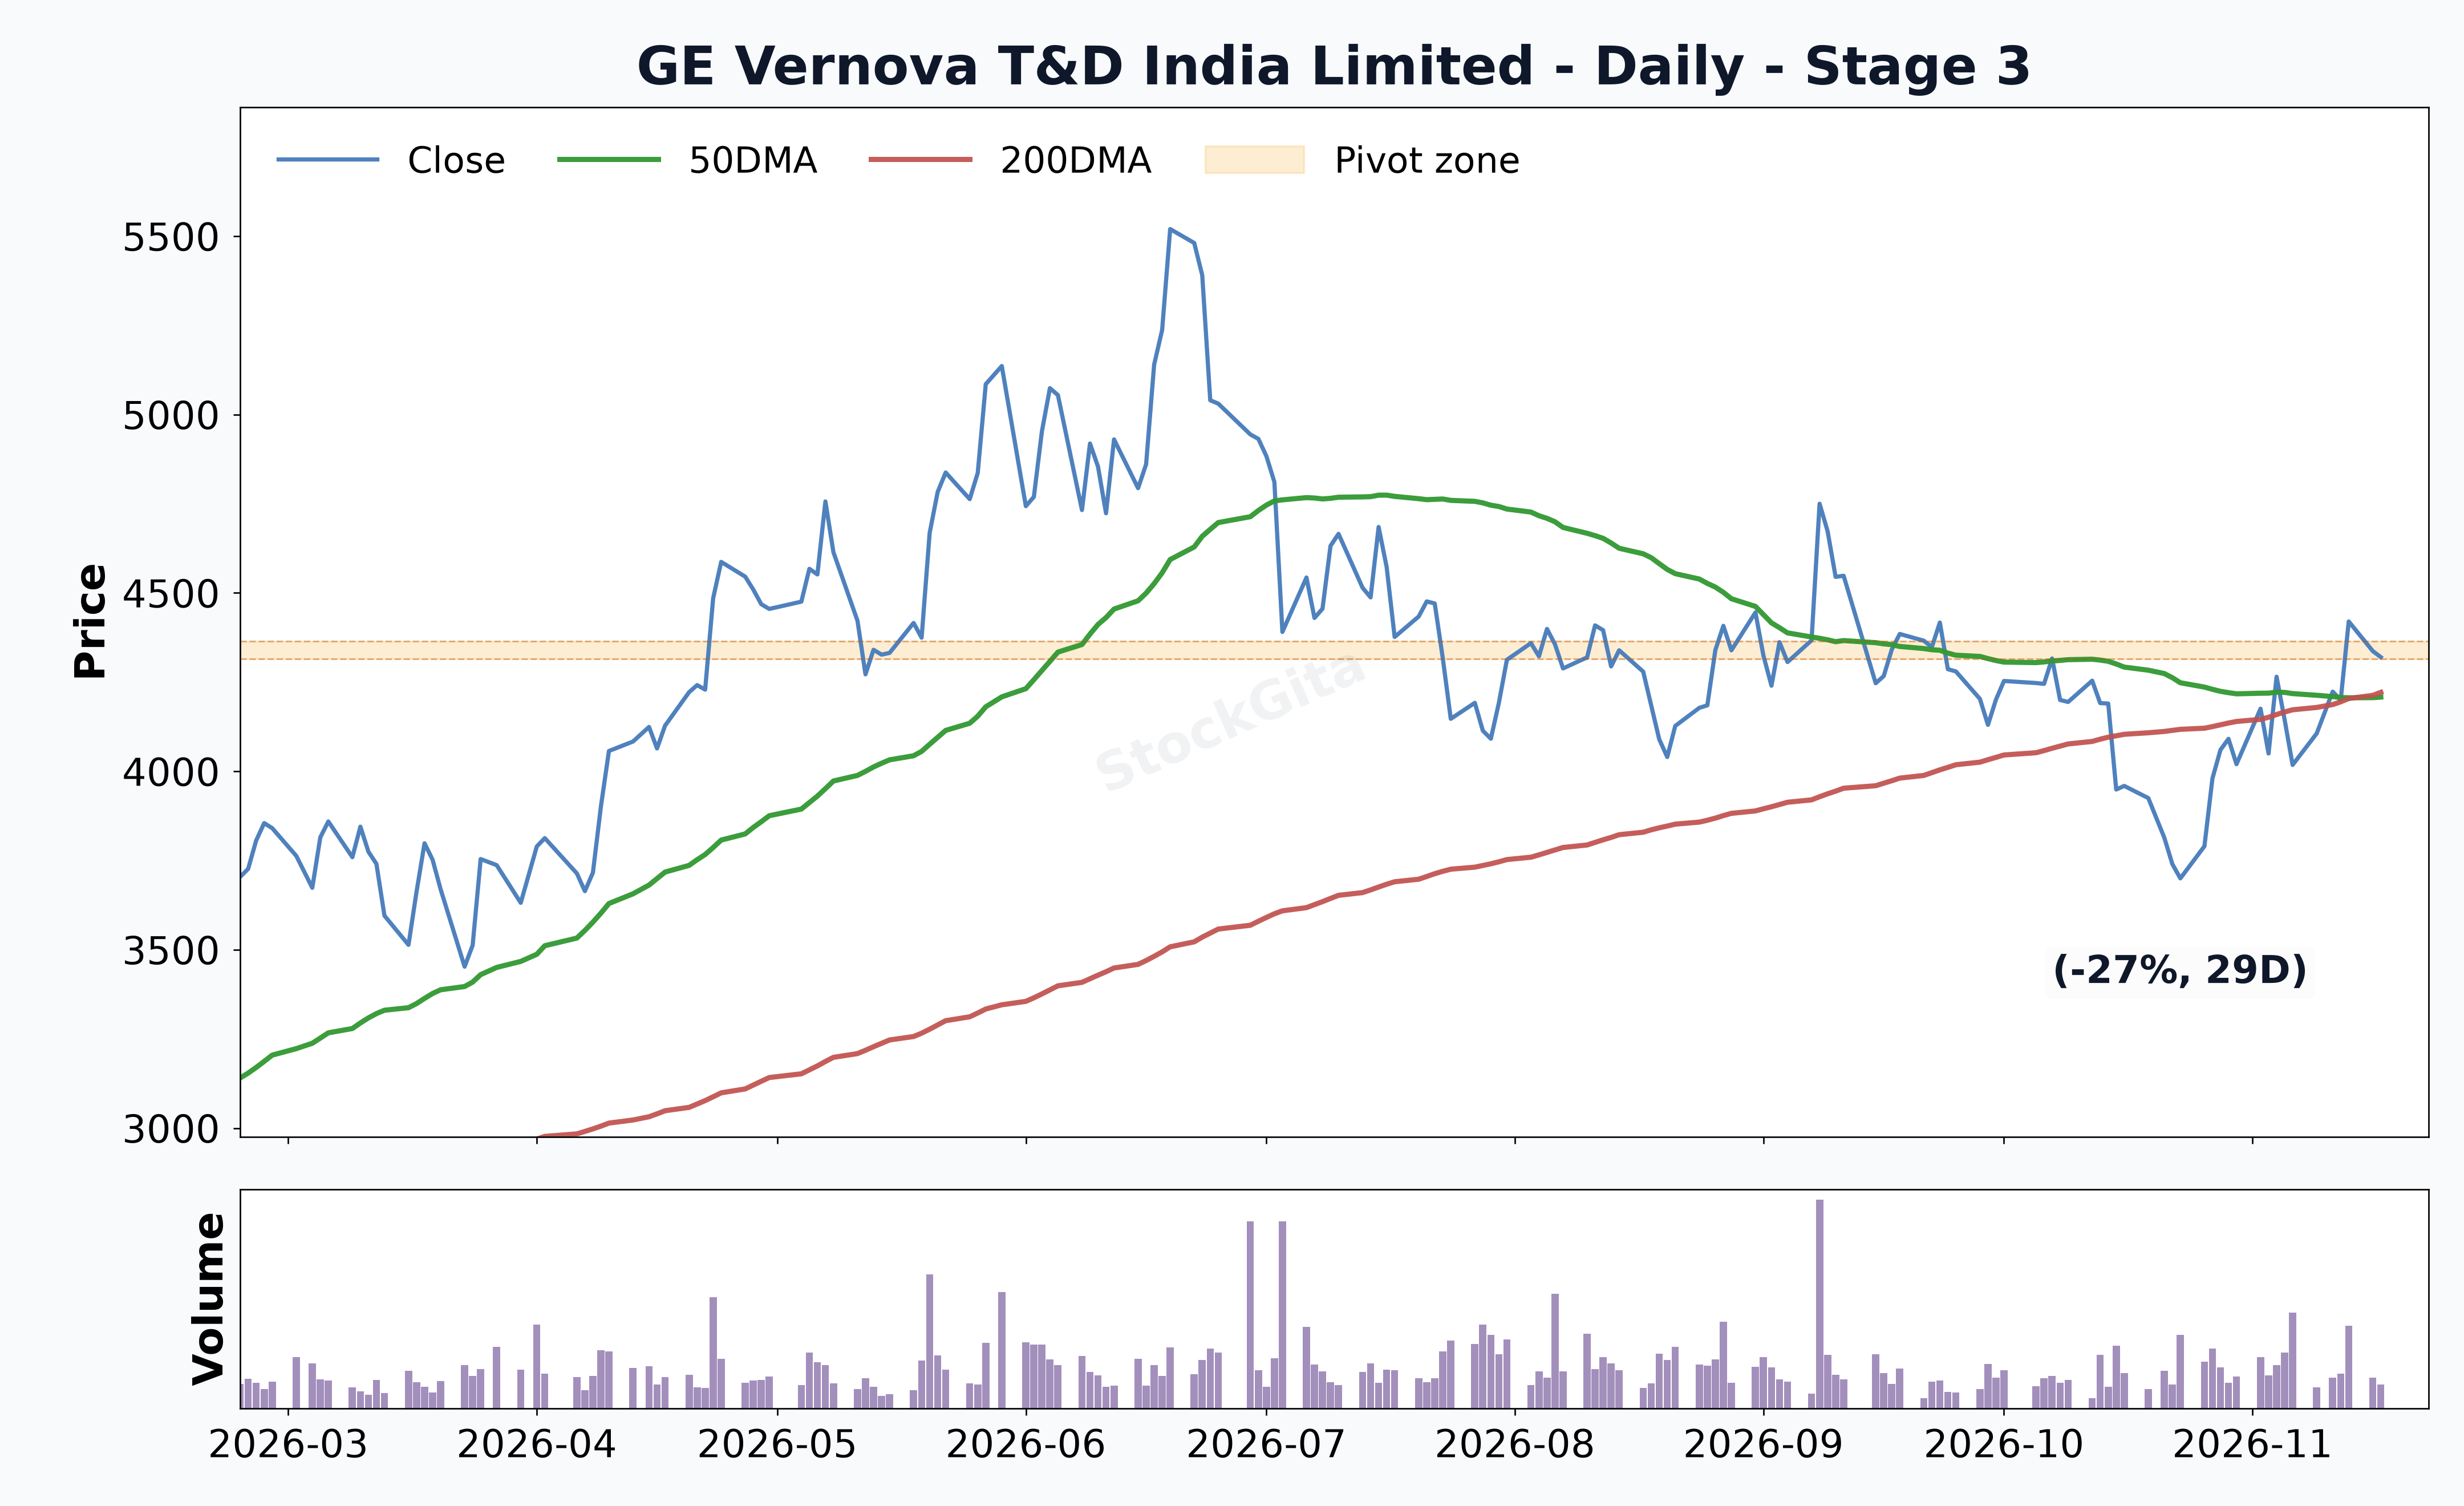 GE Vernova T&D India Limited - Daily - Stage 3
Close 50DMA 200DMA Pivot zone
Price
5500
5000
4500
4000
3500
3000
StockGita
(-27%, 29D)
Volume
2026-03 2026-04 2026-05 2026-06 2026-07 2026-08 2026-09 2026-10 2026-11